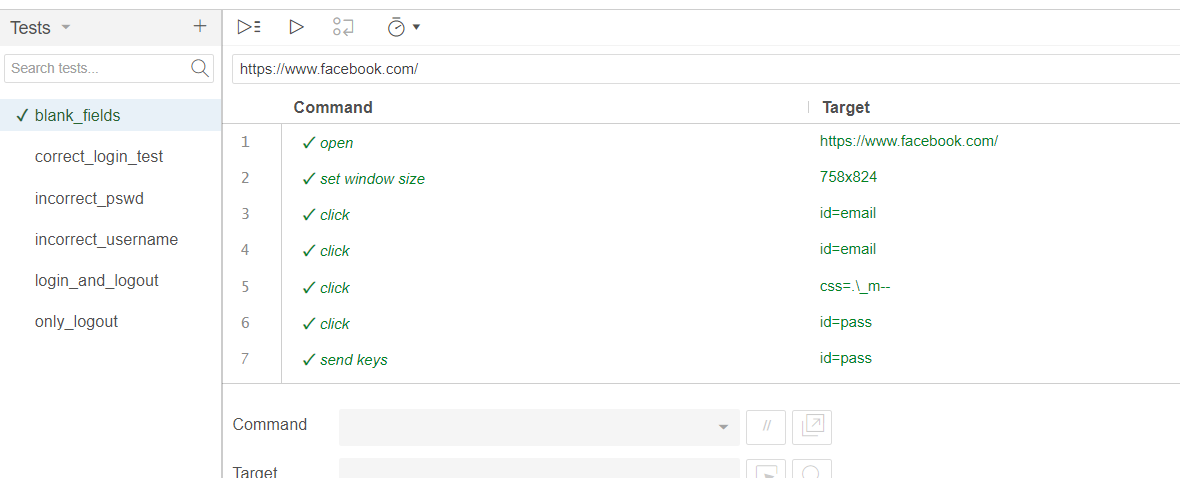 Tests
Search tests...
https://www.facebook.com/
✓ blank_fields
correct_login_test
incorrect_pswd
incorrect_username
login_and_logout
only_logout
Command Target
1 ✓ open https://www.facebook.com/
2 ✓ set window size 758x824
3 ✓ click id=email
4 ✓ click id=email
5 ✓ click css=.\_m--
6 ✓ click id=pass
7 ✓ send keys id=pass
Command //
Target